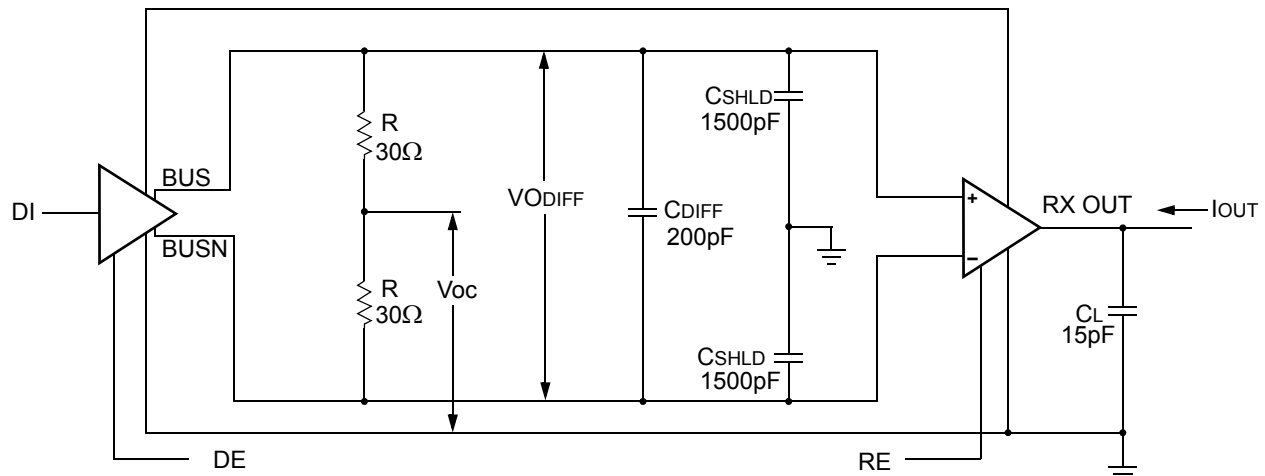 DI
BUS
BUSN
DE
R
30Ω
R
30Ω
Voc
VODIFF
CDIFF
200pF
CSHLD
1500pF
CSHLD
1500pF
+
−
RE
RX OUT
IOUT
CL
15pF